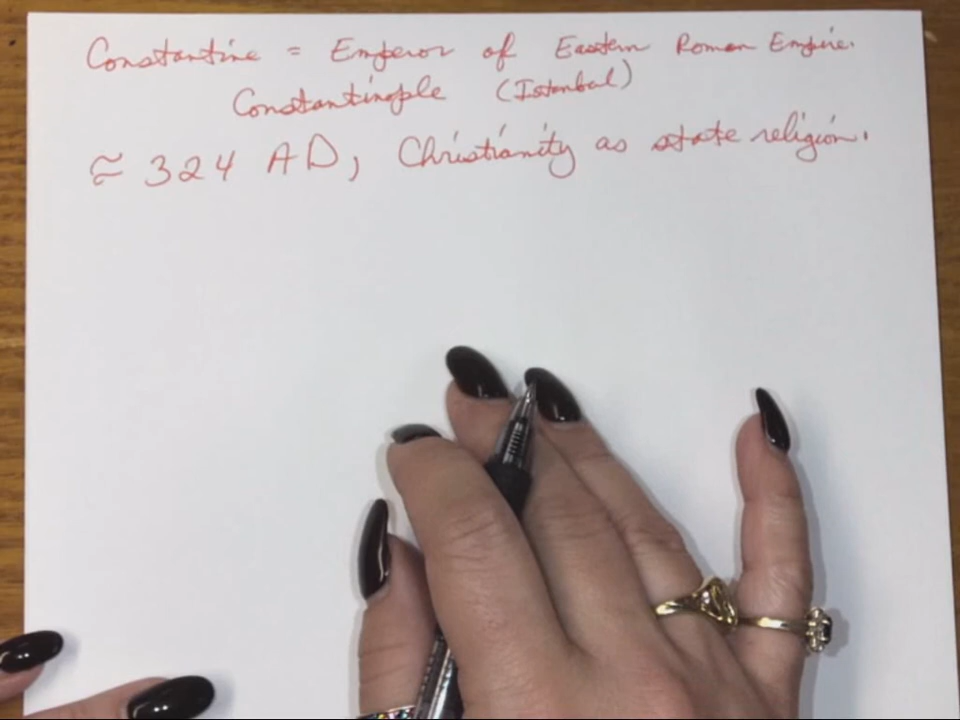 Constantine = Emperor of Eastern Roman Empire.
Constantinople (Istanbul)
≈ 324 AD, Christianity as state religion.